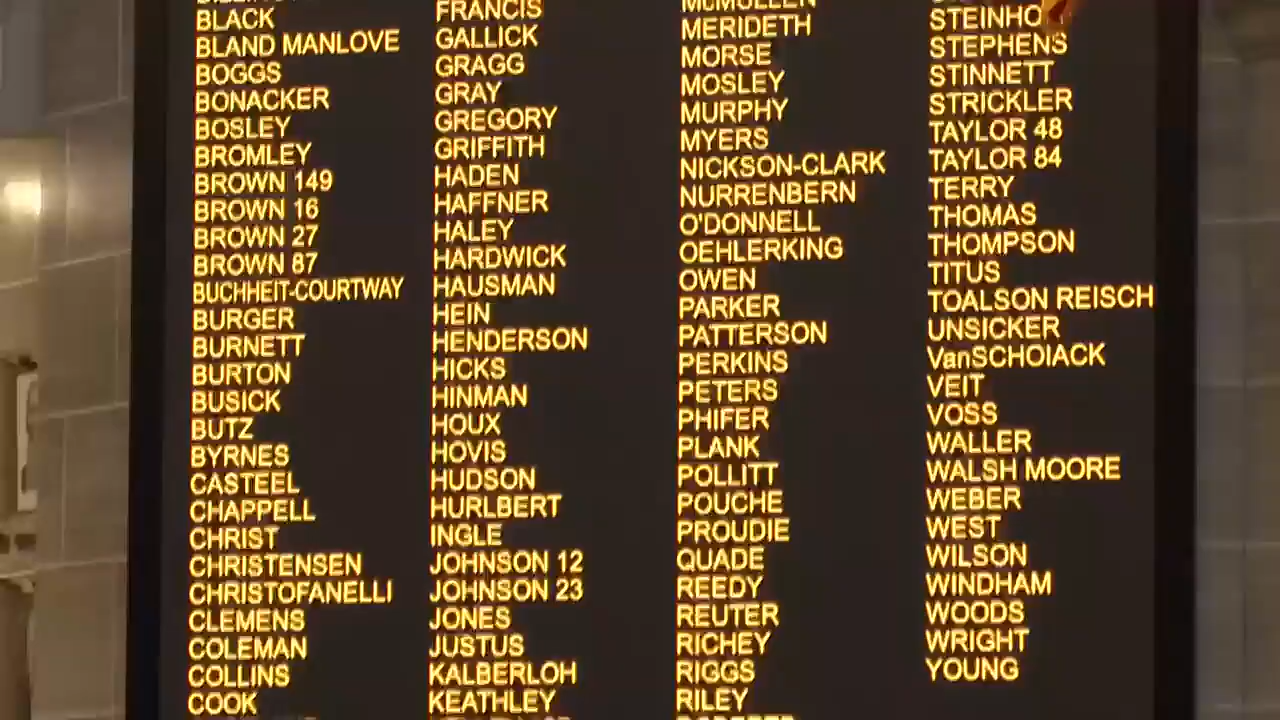 BLACK
BLAND MANLOVE
BOGGS
BONACKER
BOSLEY
BROMLEY
BROWN 149
BROWN 16
BROWN 27
BROWN 87
BUCHHEIT-COURTWAY
BURGER
BURNETT
BURTON
BUSICK
BUTZ
BYRNES
CASTEEL
CHAPPELL
CHRIST
CHRISTENSEN
CHRISTOFANELLI
CLEMENS
COLEMAN
COLLINS
COOK
FRANCIS
GALLICK
GRAGG
GRAY
GREGORY
GRIFFITH
HADEN
HAFFNER
HALEY
HARDWICK
HAUSMAN
HEIN
HENDERSON
HICKS
HINMAN
HOUX
HOVIS
HUDSON
HURLBERT
INGLE
JOHNSON 12
JOHNSON 23
JONES
JUSTUS
KALBERLOH
KEATHLEY
McMULLEN
MERIDETH
MORSE
MOSLEY
MURPHY
MYERS
NICKSON-CLARK
NURRENBERN
O'DONNELL
OEHLERKING
OWEN
PARKER
PATTERSON
PERKINS
PETERS
PHIFER
PLANK
POLLITT
POUCHE
PROUDIE
QUADE
REEDY
REUTER
RICHEY
RIGGS
RILEY
STEINHO
STEPHENS
STINNETT
STRICKLER
TAYLOR 48
TAYLOR 84
TERRY
THOMAS
THOMPSON
TITUS
TOALSON REISCH
UNSICKER
VanSCHOIACK
VEIT
VOSS
WALLER
WALSH MOORE
WEBER
WEST
WILSON
WINDHAM
WOODS
WRIGHT
YOUNG